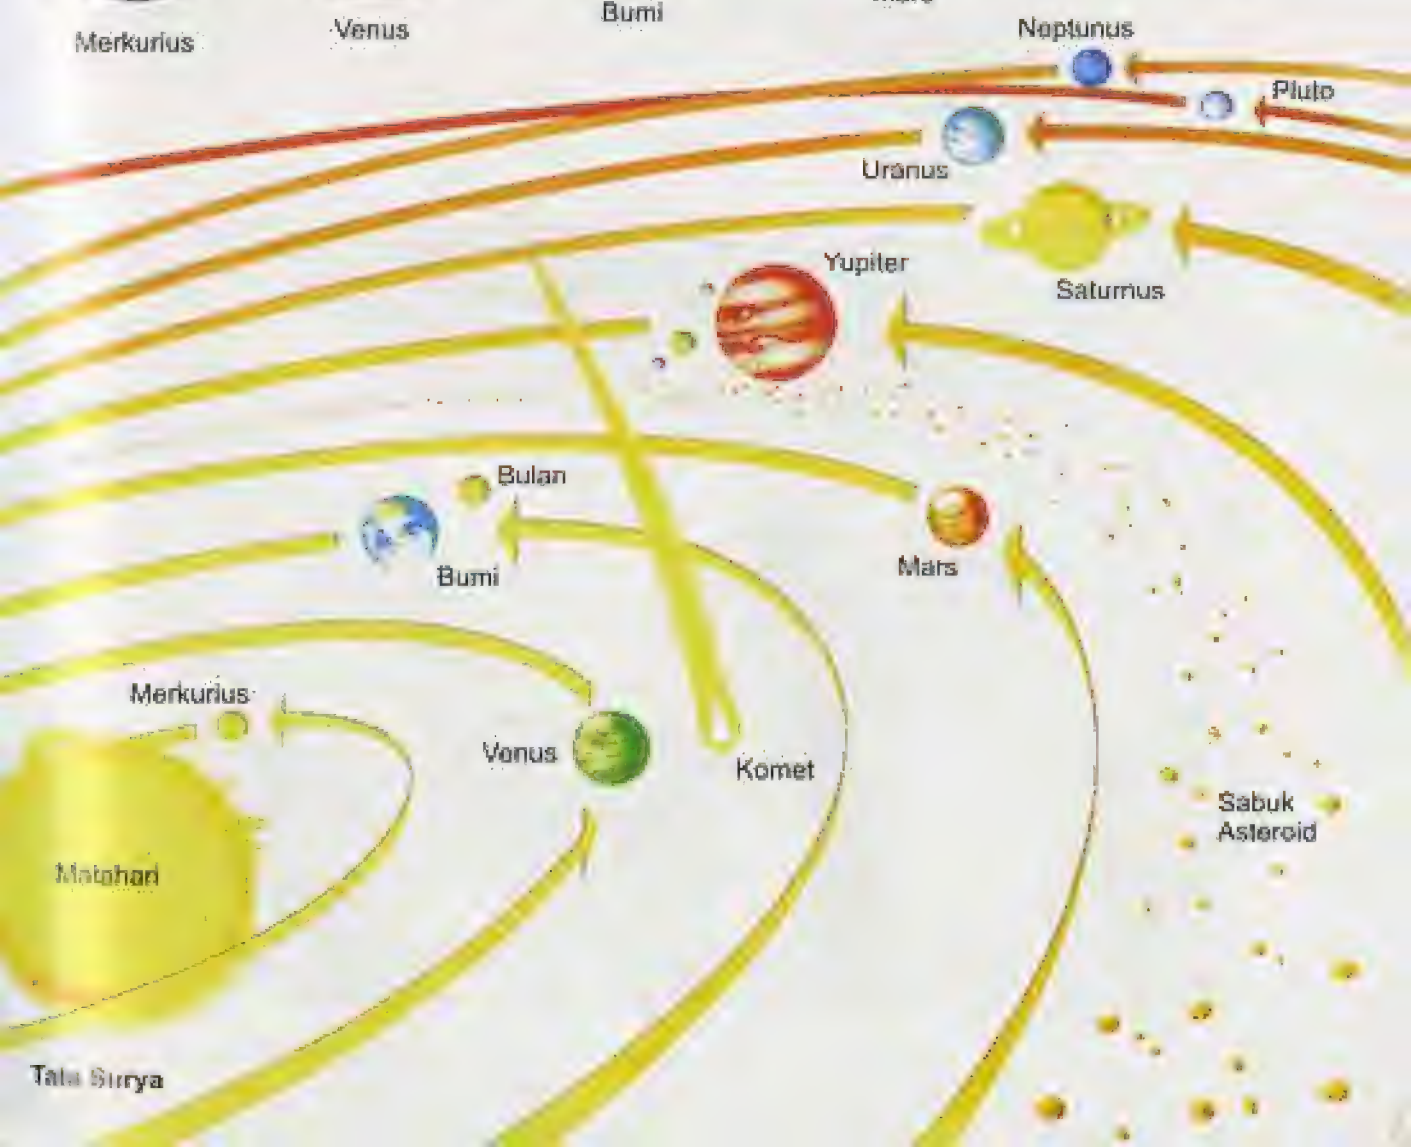 Merkurius
Venus
Bumi
Mars
Neptunus
Pluto
Uranus
Yupiter
Saturnus
Bulan
Bumi
Mars
Merkurius
Venus
Komet
Sabuk
Asteroid
Matahari
Tata Surya